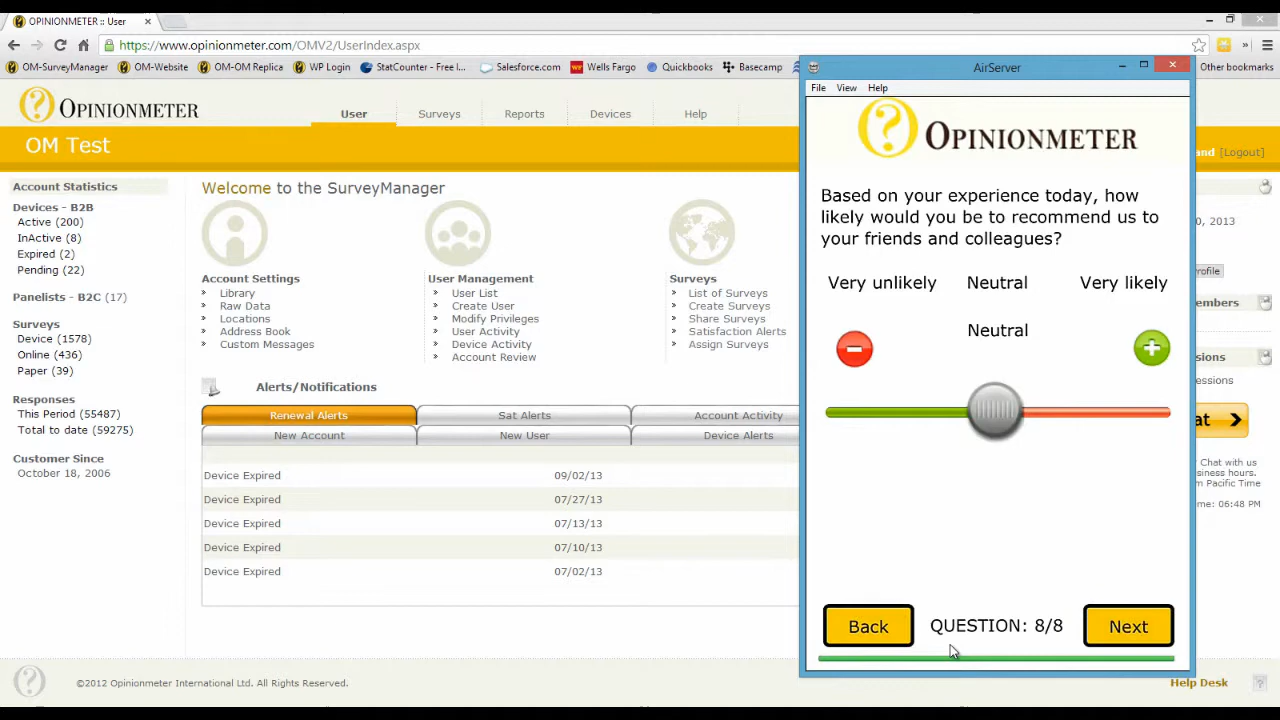 OPINIONMETER :: User
https://www.opinionmeter.com/OMV2/UserIndex.aspx
OM-SurveyManager
OM-Website
OM-OM Replica
WP Login
StatCounter - Free I...
Salesforce.com
Wells Fargo
Quickbooks
Basecamp
Other bookmarks
OPINIONMETER
User
Surveys
Reports
Devices
Help
OM Test
[Logout]
Account Statistics
Devices - B2B
Active (200)
InActive (8)
Expired (2)
Pending (22)
Panelists - B2C (17)
Surveys
Device (1578)
Online (436)
Paper (39)
Responses
This Period (55487)
Total to date (59275)
Customer Since
October 18, 2006
Welcome to the SurveyManager
Account Settings
Library
Raw Data
Locations
Address Book
Custom Messages
User Management
User List
Create User
Modify Privileges
User Activity
Device Activity
Account Review
Surveys
List of Surveys
Create Surveys
Share Surveys
Satisfaction Alerts
Assign Surveys
Alerts/Notifications
Renewal Alerts
Sat Alerts
Account Activity
New Account
New User
Device Alerts
Device Expired 09/02/13
Device Expired 07/27/13
Device Expired 07/13/13
Device Expired 07/10/13
Device Expired 07/02/13
AirServer
File View Help
OPINIONMETER
Based on your experience today, how
likely would you be to recommend us to
your friends and colleagues?
Very unlikely Neutral Very likely
Neutral
Back
QUESTION: 8/8
Next
, 2013
Chat with us
©2012 Opinionmeter International Ltd. All Rights Reserved.
Help Desk